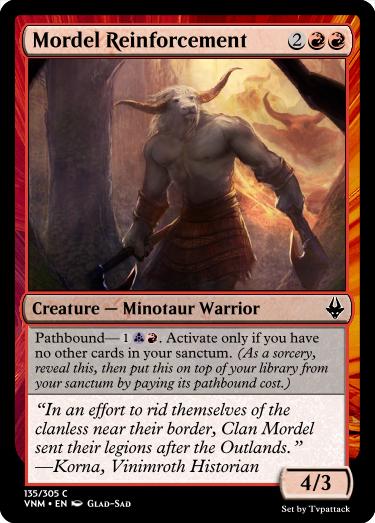 Mordel Reinforcement 2
Creature — Minotaur Warrior
Pathbound— 1 . Activate only if you have
no other cards in your sanctum. (As a sorcery,
reveal this, then put this on top of your library
from your sanctum by paying its pathbound cost.)
“In an effort to rid themselves of the
clanless near their border, Clan Mordel
sent their legions after the Outlands.”
—Korna, Vinimroth Historian
4/3
135/305 C
VNM • EN Glad-Sad
Set by Tvpattack